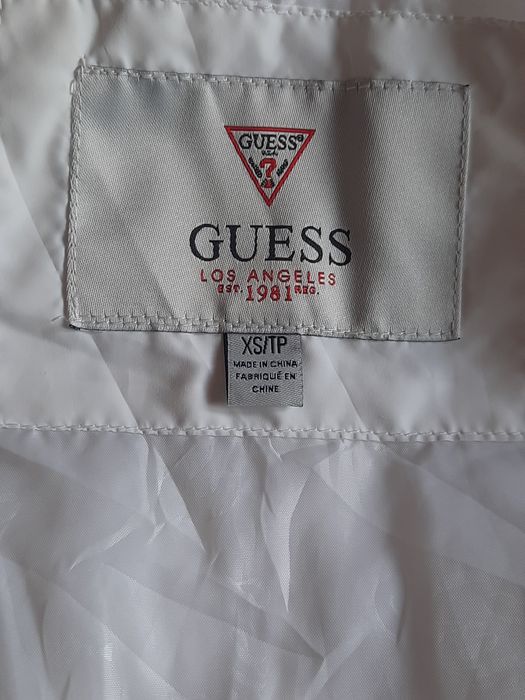 GUESS®
?
GUESS
LOS ANGELES
EST. 1981 REG.
XS/TP
MADE IN CHINA
FABRIQUÉ EN
CHINE